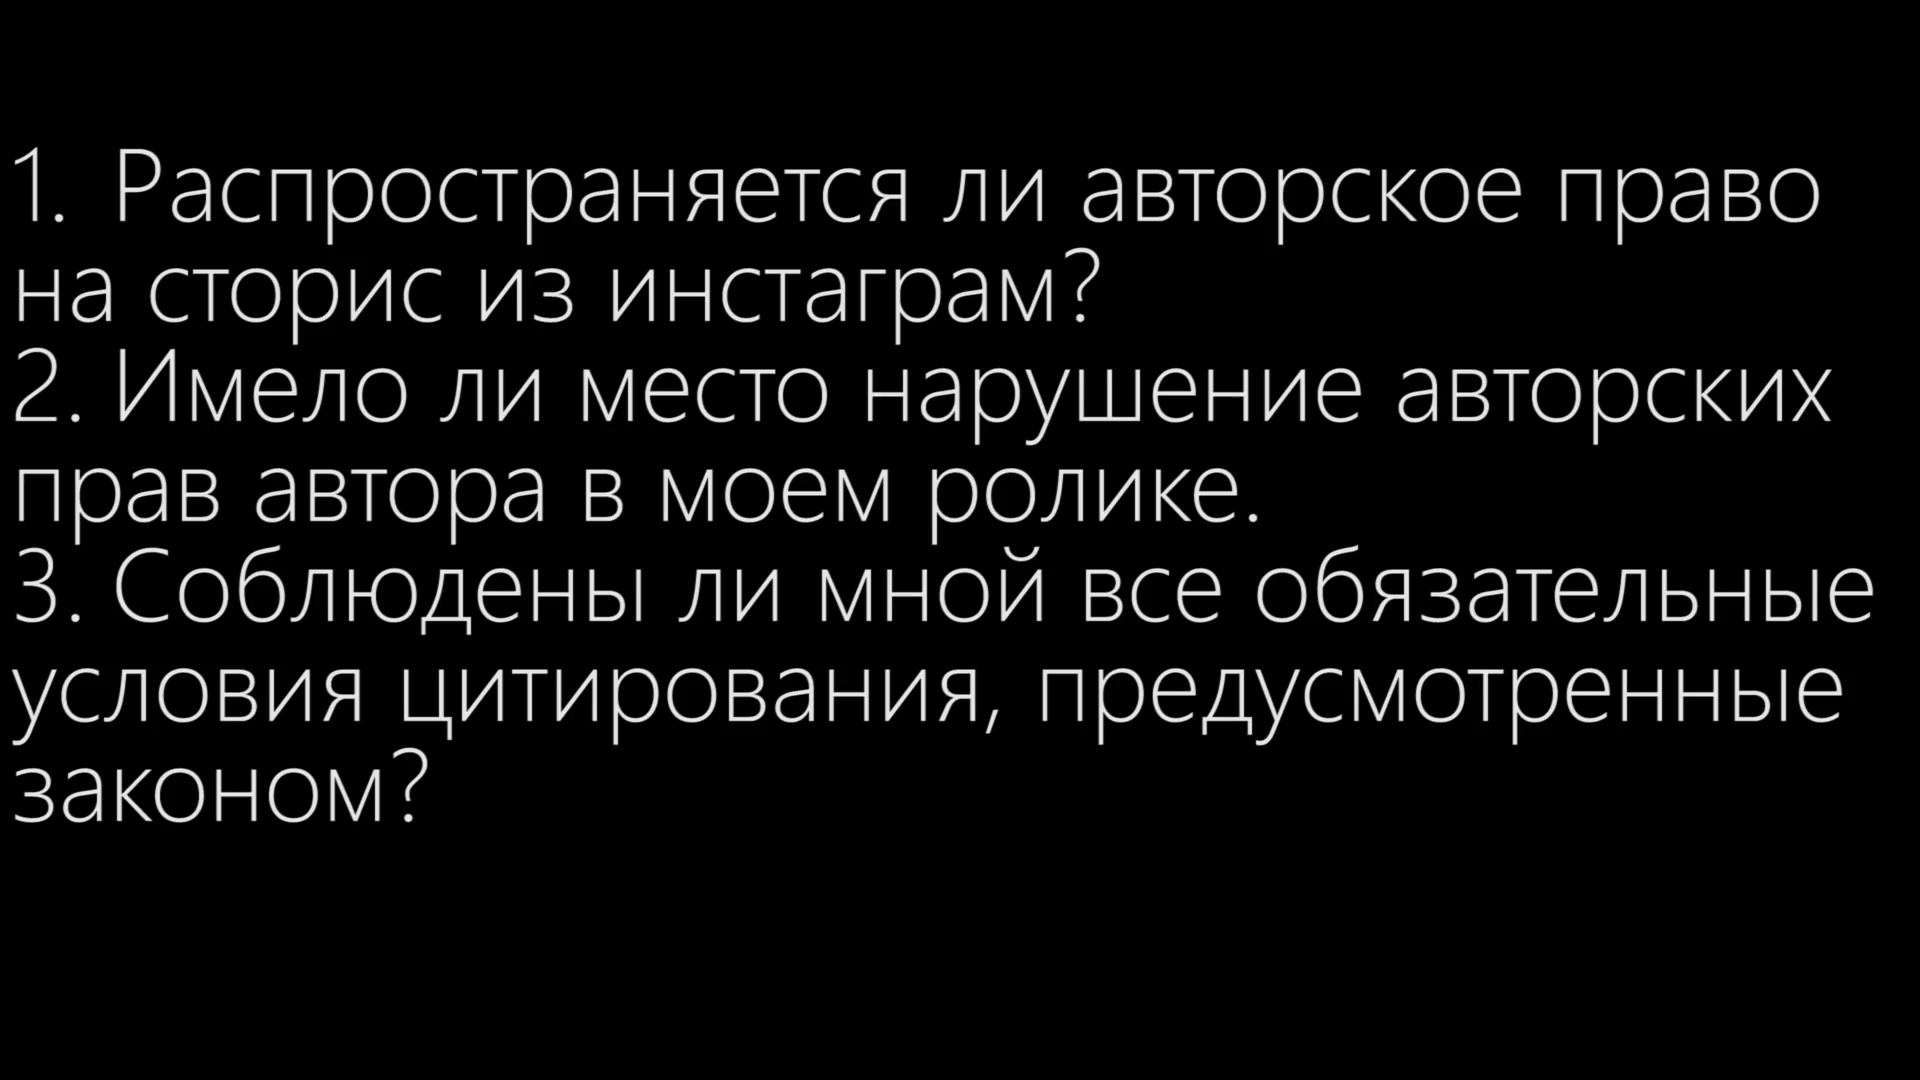 1. Распространяется ли авторское право
на сторис из инстаграм?
2. Имело ли место нарушение авторских
прав автора в моем ролике.
3. Соблюдены ли мной все обязательные
условия цитирования, предусмотренные
законом?